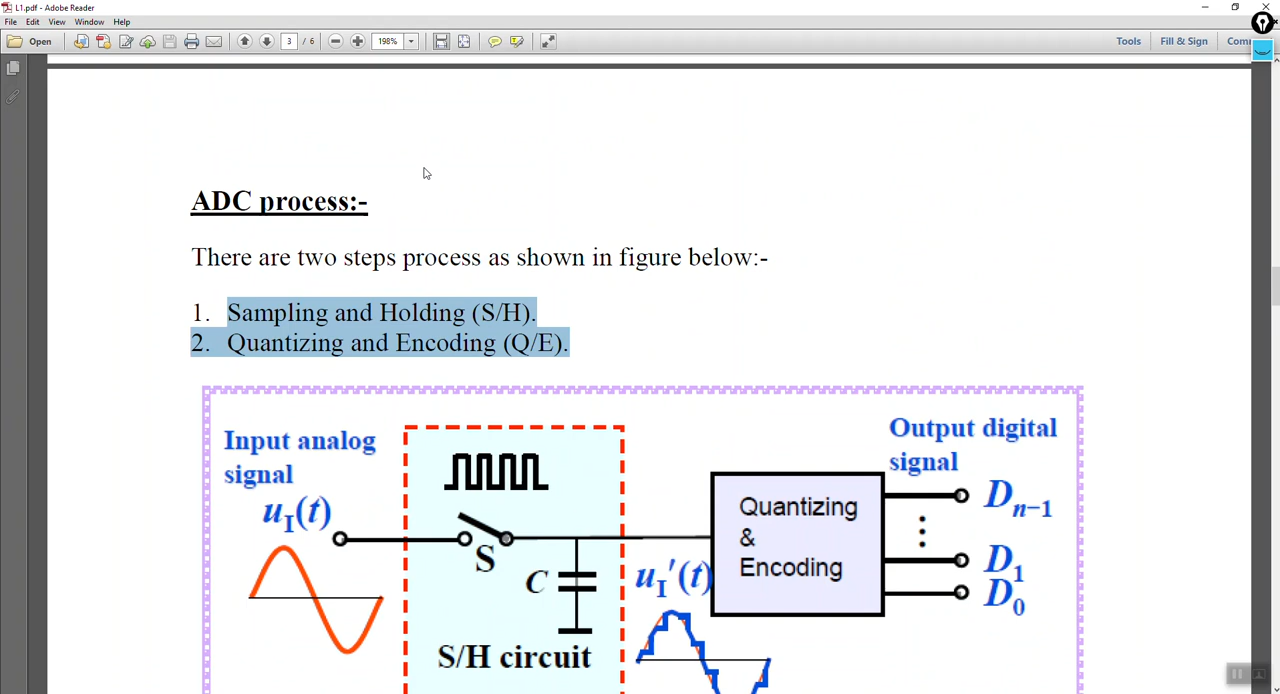 L1.pdf - Adobe Reader
File Edit View Window Help
Open 3 / 6 198% Tools Fill & Sign
ADC process:-
There are two steps process as shown in figure below:-
1. Sampling and Holding (S/H).
2. Quantizing and Encoding (Q/E).
Input analog
signal
uI(t)
S
C
S/H circuit
uI'(t)
Quantizing
&
Encoding
Output digital
signal
Dn−1
D1
D0